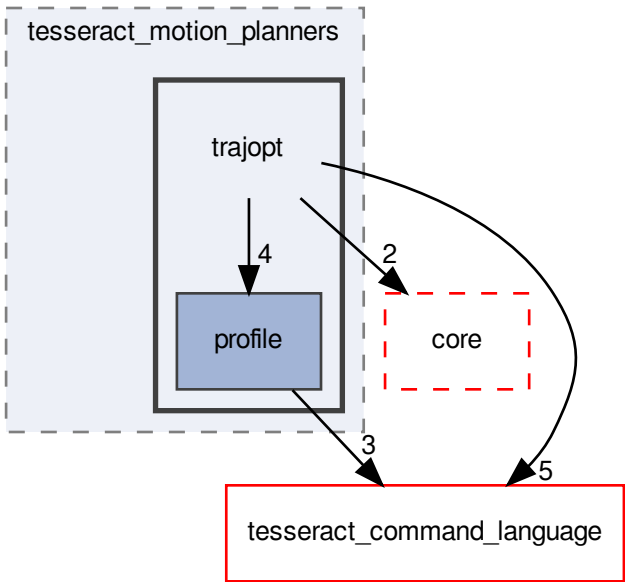 tesseract_motion_planners
trajopt
4
2
profile
core
3
5
tesseract_command_language